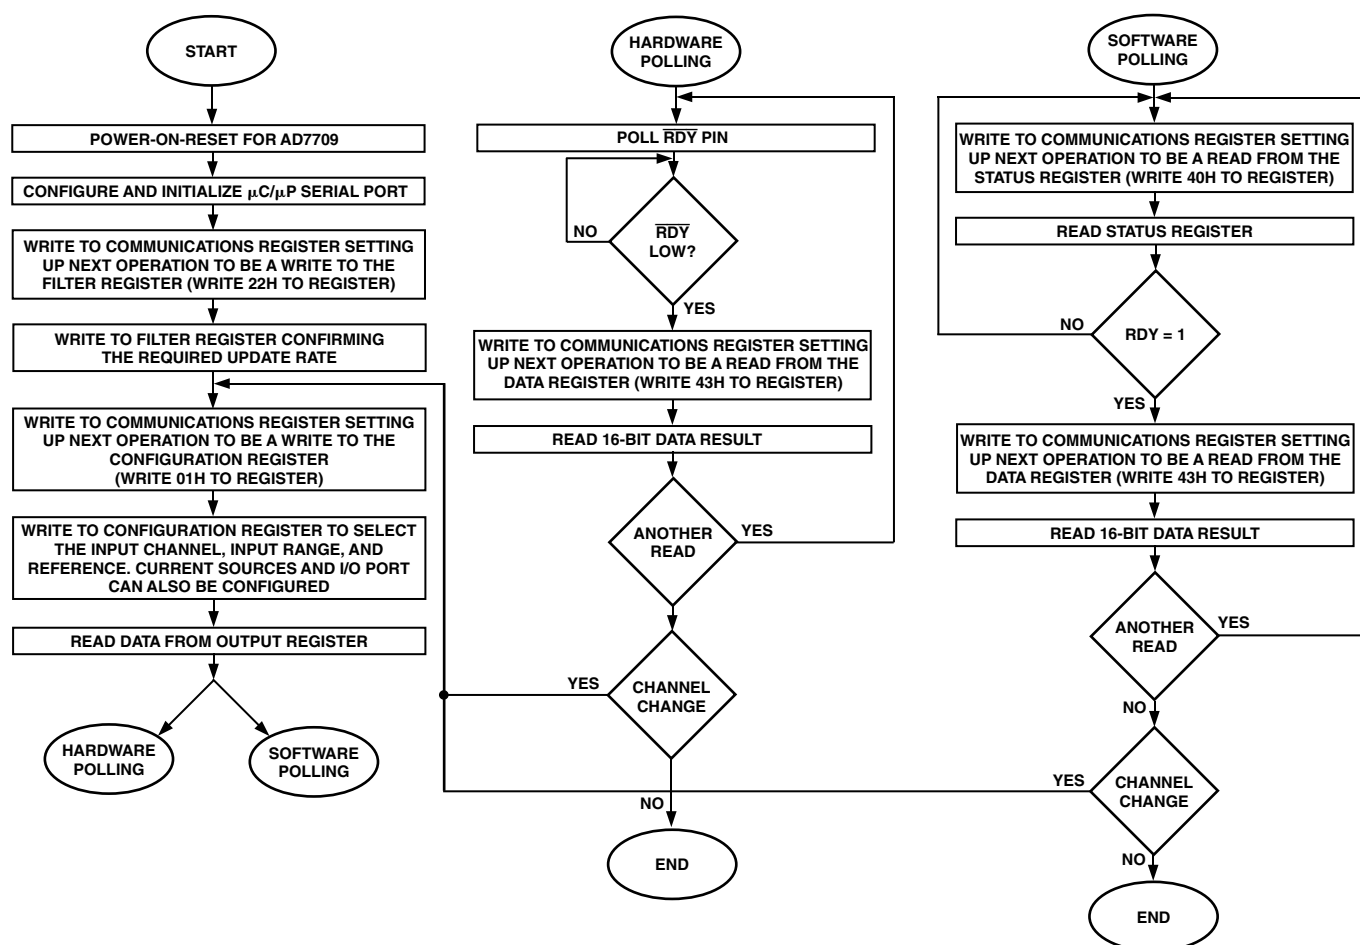 START
POWER-ON-RESET FOR AD7709
CONFIGURE AND INITIALIZE μC/μP SERIAL PORT
WRITE TO COMMUNICATIONS REGISTER SETTING
UP NEXT OPERATION TO BE A WRITE TO THE
FILTER REGISTER (WRITE 22H TO REGISTER)
WRITE TO FILTER REGISTER CONFIRMING
THE REQUIRED UPDATE RATE
WRITE TO COMMUNICATIONS REGISTER SETTING
UP NEXT OPERATION TO BE A WRITE TO THE
CONFIGURATION REGISTER
(WRITE 01H TO REGISTER)
WRITE TO CONFIGURATION REGISTER TO SELECT
THE INPUT CHANNEL, INPUT RANGE, AND
REFERENCE. CURRENT SOURCES AND I/O PORT
CAN ALSO BE CONFIGURED
READ DATA FROM OUTPUT REGISTER
HARDWARE
POLLING
SOFTWARE
POLLING
HARDWARE
POLLING
POLL R̅D̅Y̅ PIN
R̅D̅Y̅
LOW?
NO
YES
WRITE TO COMMUNICATIONS REGISTER SETTING
UP NEXT OPERATION TO BE A READ FROM THE
DATA REGISTER (WRITE 43H TO REGISTER)
READ 16-BIT DATA RESULT
ANOTHER
READ
YES
CHANNEL
CHANGE
YES
NO
END
SOFTWARE
POLLING
WRITE TO COMMUNICATIONS REGISTER SETTING
UP NEXT OPERATION TO BE A READ FROM THE
STATUS REGISTER (WRITE 40H TO REGISTER)
READ STATUS REGISTER
RDY = 1
NO
YES
WRITE TO COMMUNICATIONS REGISTER SETTING
UP NEXT OPERATION TO BE A READ FROM THE
DATA REGISTER (WRITE 43H TO REGISTER)
READ 16-BIT DATA RESULT
ANOTHER
READ
YES
NO
CHANNEL
CHANGE
YES
NO
END